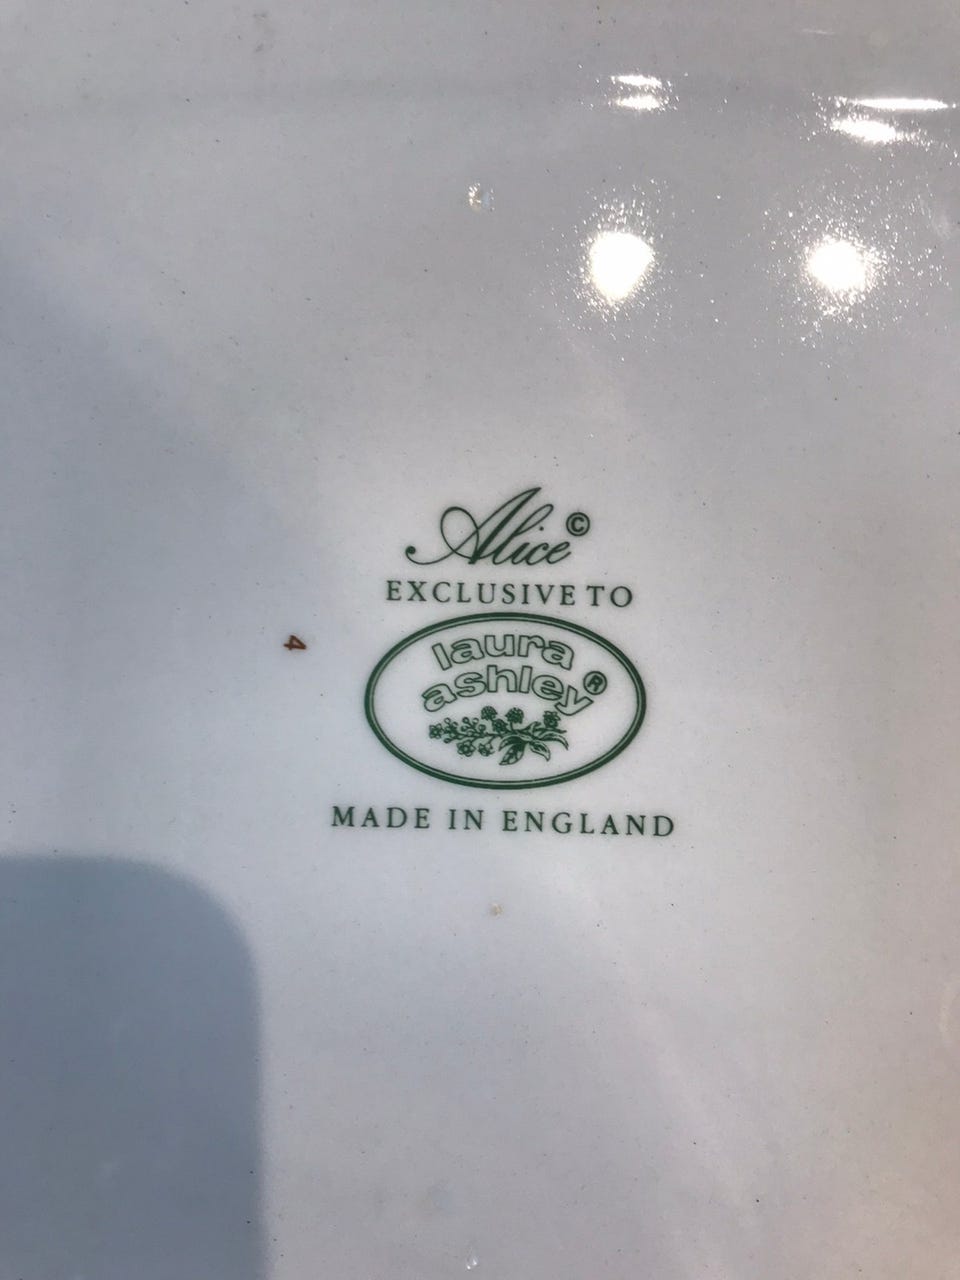 Alice ©
EXCLUSIVE TO
laura
ashley ®
4
MADE IN ENGLAND